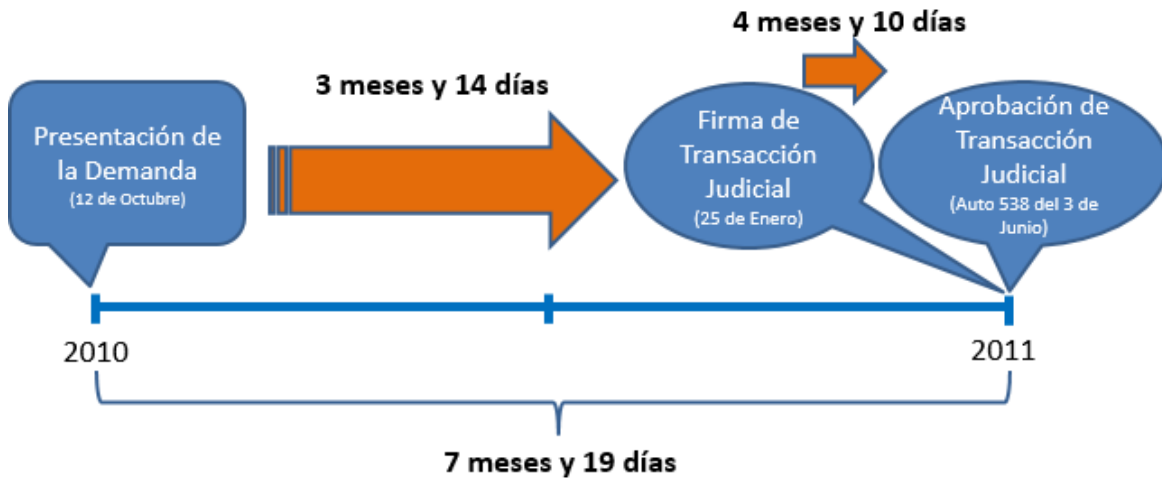 4 meses y 10 días
3 meses y 14 días
Presentación de
la Demanda
(12 de Octubre)
Firma de
Transacción
Judicial
(25 de Enero)
Aprobación de
Transacción
Judicial
(Auto 538 del 3 de
Junio)
2010
2011
7 meses y 19 días